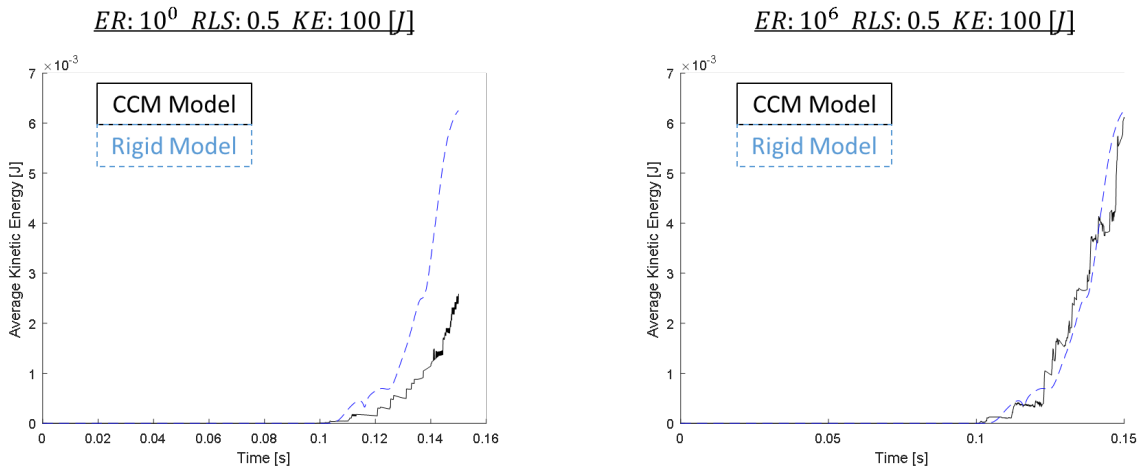 ER: 10⁰ RLS: 0.5 KE: 100 [J]
×10⁻³
7
6
5
4
3
2
1
0
Average Kinetic Energy [J]
CCM Model
Rigid Model
0 0.02 0.04 0.06 0.08 0.1 0.12 0.14 0.16
Time [s]
ER: 10⁶ RLS: 0.5 KE: 100 [J]
×10⁻³
7
6
5
4
3
2
1
0
Average Kinetic Energy [J]
CCM Model
Rigid Model
0 0.05 0.1 0.15
Time [s]